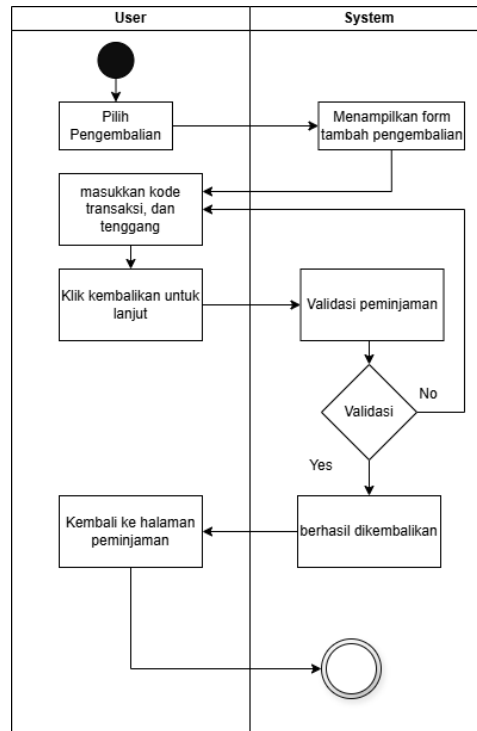 User
System
Pilih
Pengembalian
Menampilkan form
tambah pengembalian
masukkan kode
transaksi, dan
tenggang
Klik kembalikan untuk
lanjut
Validasi peminjaman
Validasi
No
Yes
Kembali ke halaman
peminjaman
berhasil dikembalikan